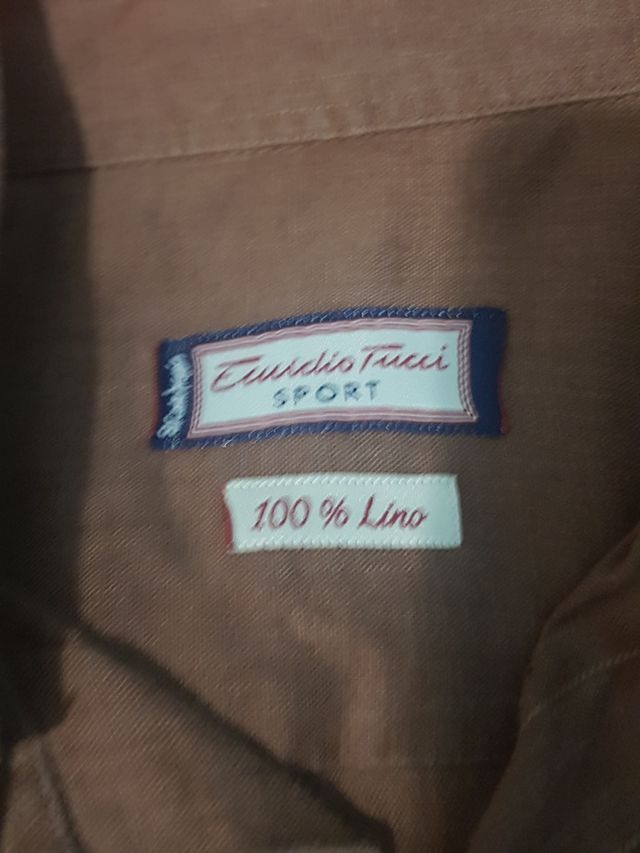 Emidio Tucci
SPORT
100 % Lino